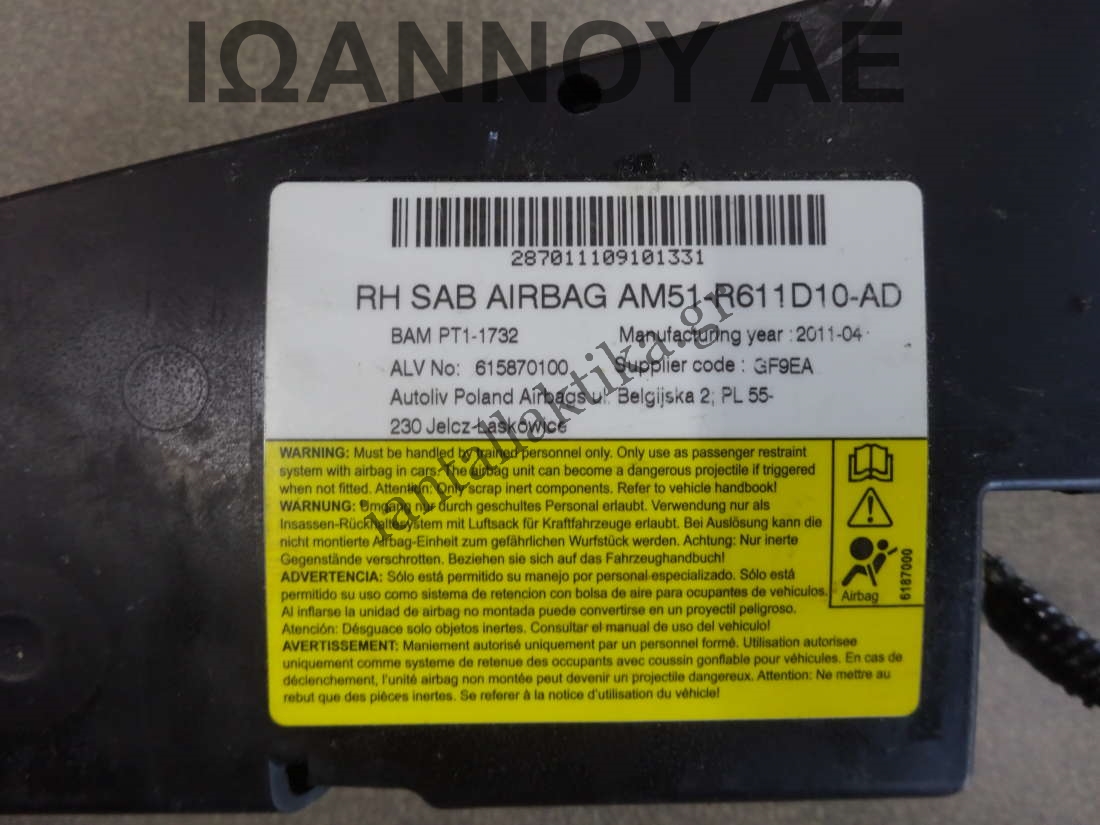 ΙΩΑΝΝΟΥ ΑΕ
287011109101331
RH SAB AIRBAG AM51-R611D10-AD
BAM PT1-1732 Manufacturing year : 2011-04
ALV No: 615870100 Supplier code : GF9EA
Autoliv Poland Airbags ul. Belgijska 2; PL 55-
230 Jelcz-Laskowice
iantallaktika.gr
WARNING: Must be handled by trained personnel only. Only use as passenger restraint
system with airbag in cars. The airbag unit can become a dangerous projectile if triggered
when not fitted. Attention: only scrap inert components. Refer to vehicle handbook!
WARNUNG: Umgang nur durch geschultes Personal erlaubt. Verwendung nur als
Insassen-Rückhaltesystem mit Luftsack für Kraftfahrzeuge erlaubt. Bei Auslösung kann die
nicht montierte Airbag-Einheit zum gefährlichen Wurfstück werden. Achtung: Nur inerte
Gegenstände verschrotten. Beziehen sie sich auf das Fahrzeughandbuch!
ADVERTENCIA: Sólo está permitido su manejo por personal especializado. Sólo está
permitido su uso como sistema de retencion con bolsa de aire para ocupantes de vehiculos.
Al inflarse la unidad de airbag no montada puede convertirse en un proyectil peligroso.
Atención: Désguace solo objetos inertes. Consultar el manual de uso del vehiculo!
AVERTISSEMENT: Maniement autorisé uniquement par un personnel formé. Utilisation autorisee
uniquement comme systeme de retenue des occupants avec coussin gonflable pour véhicules. En cas de
déclenchement, l'unité airbag non montée peut devenir un projectile dangereux. Attention: Ne mettre au
rebut que des pièces inertes. Se referer à la notice d'utilisation du véhicle!
Airbag
6187000